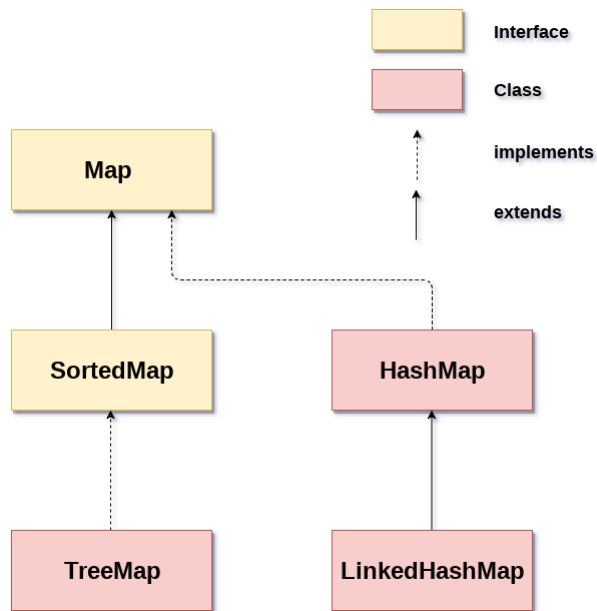 Interface
Class
implements
extends
Map
SortedMap
HashMap
TreeMap
LinkedHashMap